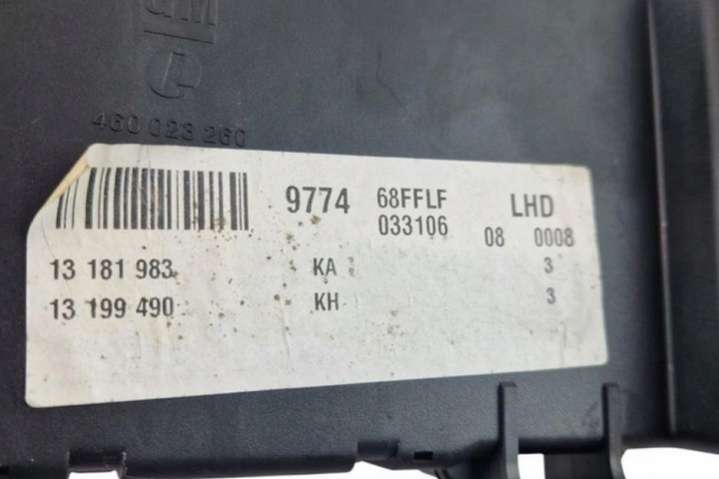 GM
460 023 260
9774 68FFLF LHD
033106 08 0008
13 181 983 KA 3
13 199 490 KH 3